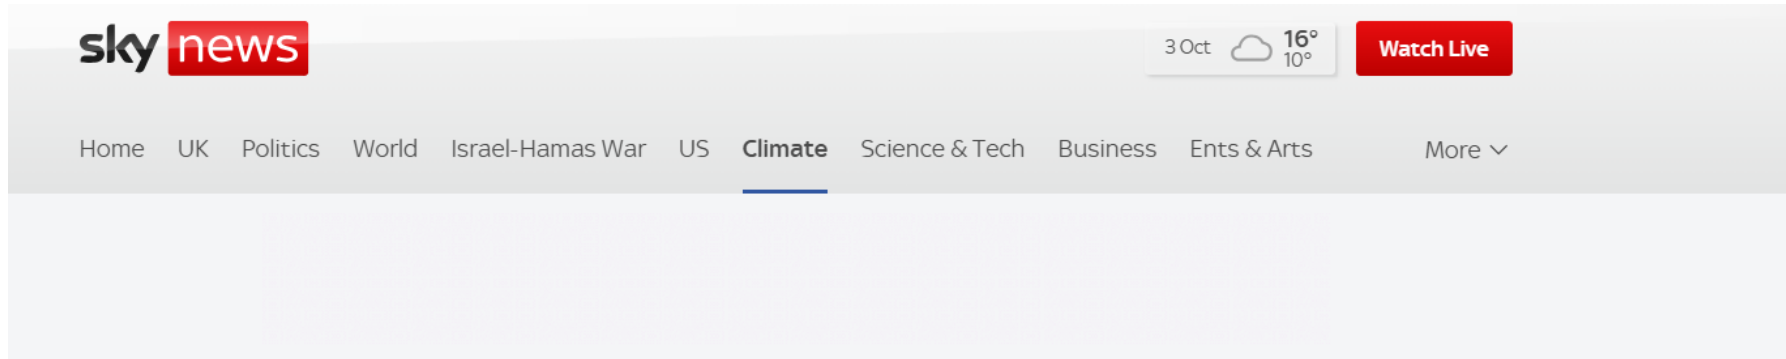 sky news
3 Oct 16°
10°
Watch Live
Home UK Politics World Israel-Hamas War US Climate Science & Tech Business Ents & Arts More